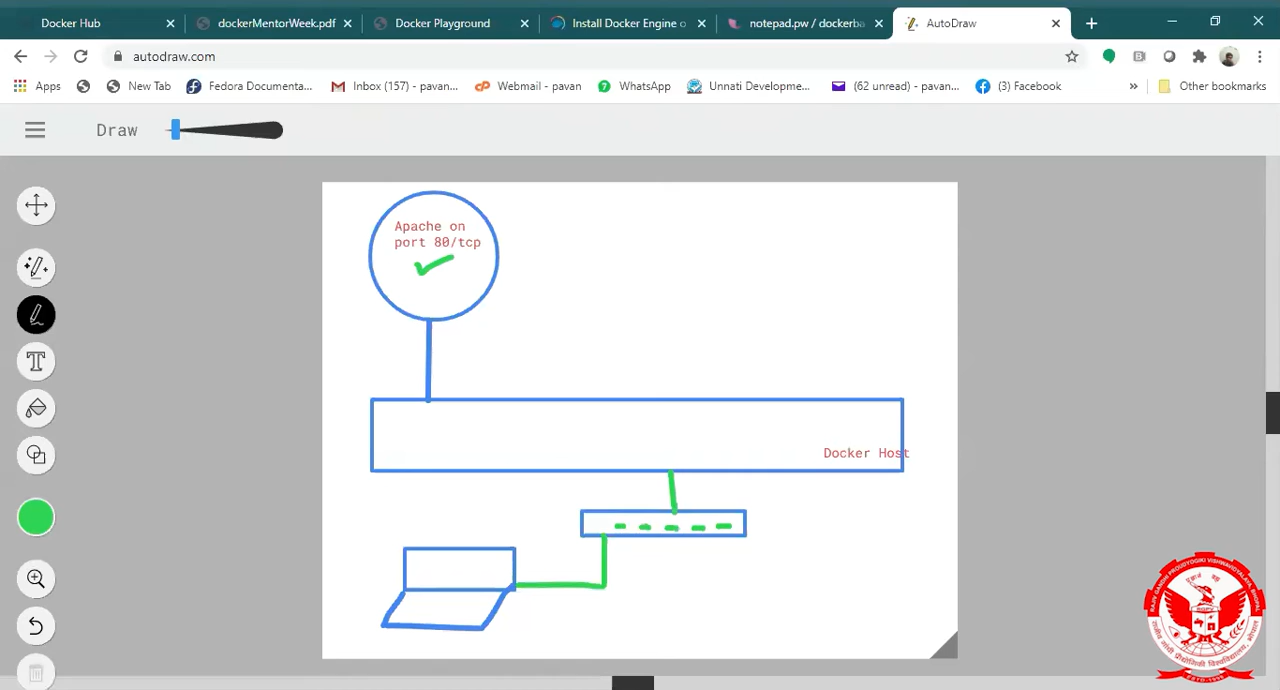 Docker Hub
dockerMentorWeek.pdf
Docker Playground
Install Docker Engine o
notepad.pw / dockerba
AutoDraw
autodraw.com
Apps
New Tab
Fedora Documenta...
Inbox (157) - pavan...
Webmail - pavan
WhatsApp
Unnati Developme...
(62 unread) - pavan...
(3) Facebook
»
Other bookmarks
Draw
Apache on
port 80/tcp
Docker Host